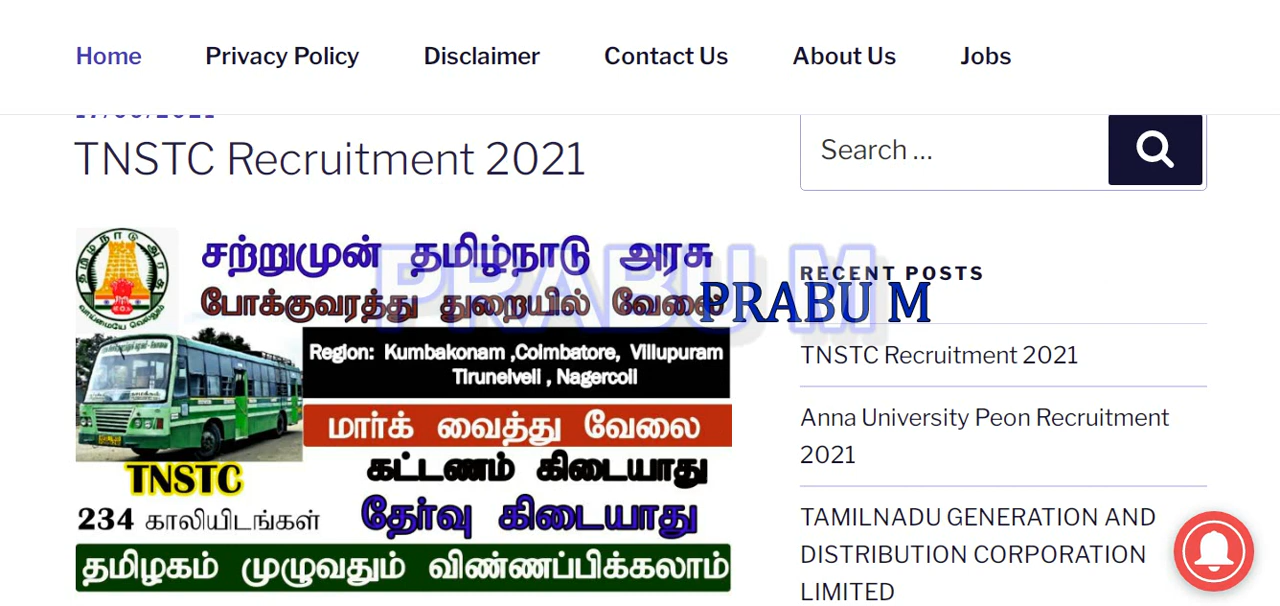 Home Privacy Policy Disclaimer Contact Us About Us Jobs
TNSTC Recruitment 2021
Search ...
சற்றுமுன் தமிழ்நாடு அரசு
போக்குவரத்து துறையில் வேலை
PRABU M
PRABU M
Region: Kumbakonam ,Coimbatore, Villupuram
Tirunelveli , Nagercoil
மார்க் வைத்து வேலை
கட்டணம் கிடையாது
TNSTC
234 காலியிடங்கள்
தேர்வு கிடையாது
தமிழகம் முழுவதும் விண்ணப்பிக்கலாம்
RECENT POSTS
TNSTC Recruitment 2021
Anna University Peon Recruitment
2021
TAMILNADU GENERATION AND
DISTRIBUTION CORPORATION
LIMITED